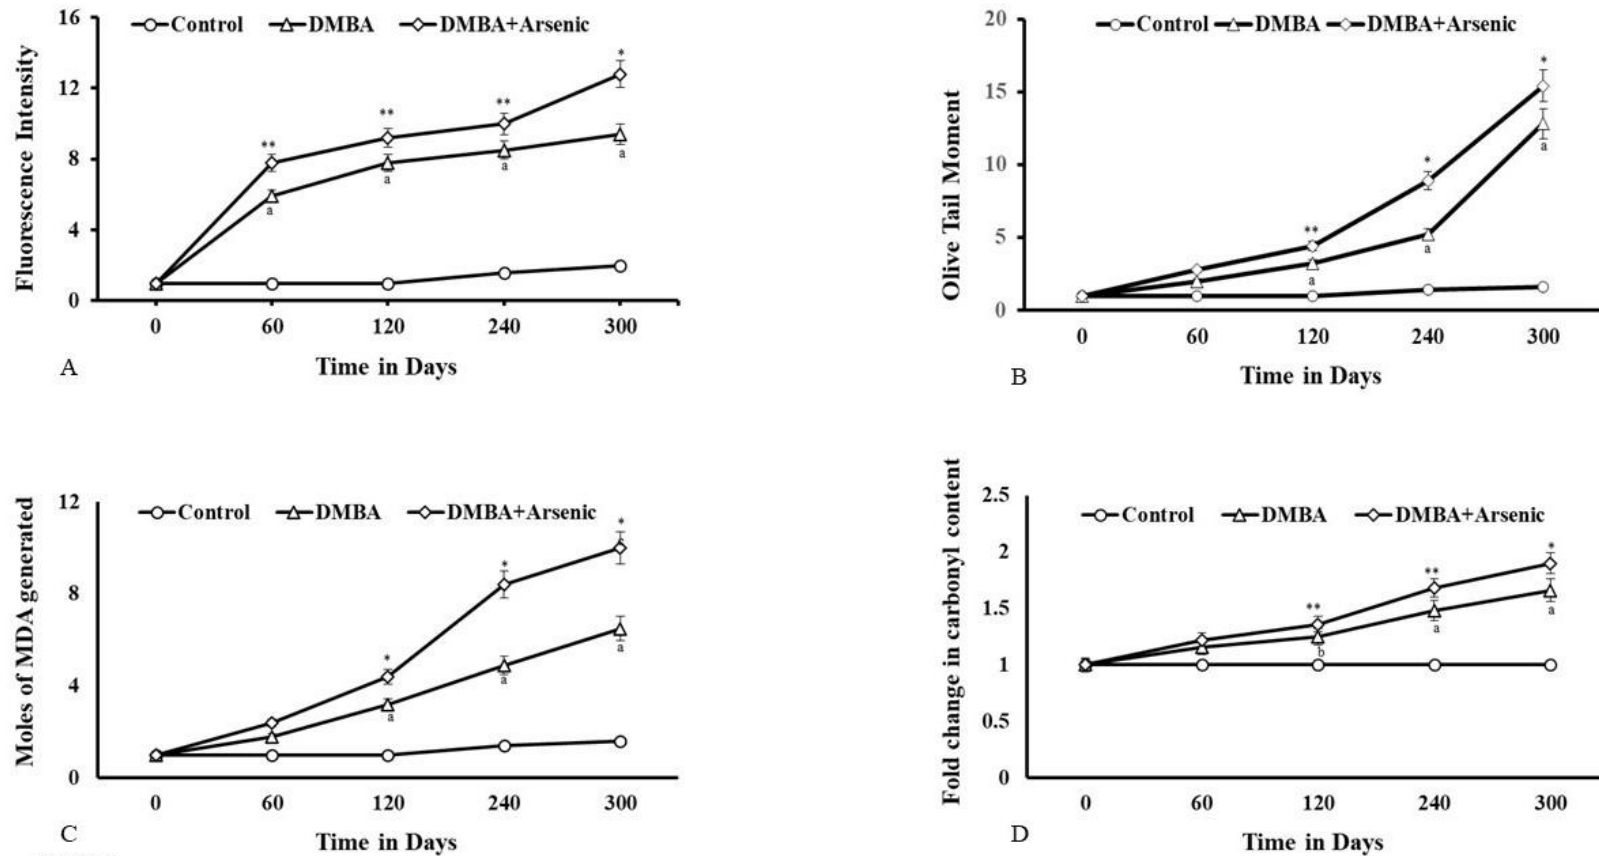 Control DMBA DMBA+Arsenic
Fluorescence Intensity
16
12
8
4
0
** ** ** *
a a a a
0 60 120 240 300
Time in Days
A
Control DMBA DMBA+Arsenic
Olive Tail Moment
20
15
10
5
0
** * *
a a a
0 60 120 240 300
Time in Days
B
Control DMBA DMBA+Arsenic
Moles of MDA generated
12
8
4
0
* * *
a a a
0 60 120 240 300
Time in Days
C
Control DMBA DMBA+Arsenic
Fold change in carbonyl content
2.5
2
1.5
1
0.5
0
** ** *
b a a
0 60 120 240 300
Time in Days
D